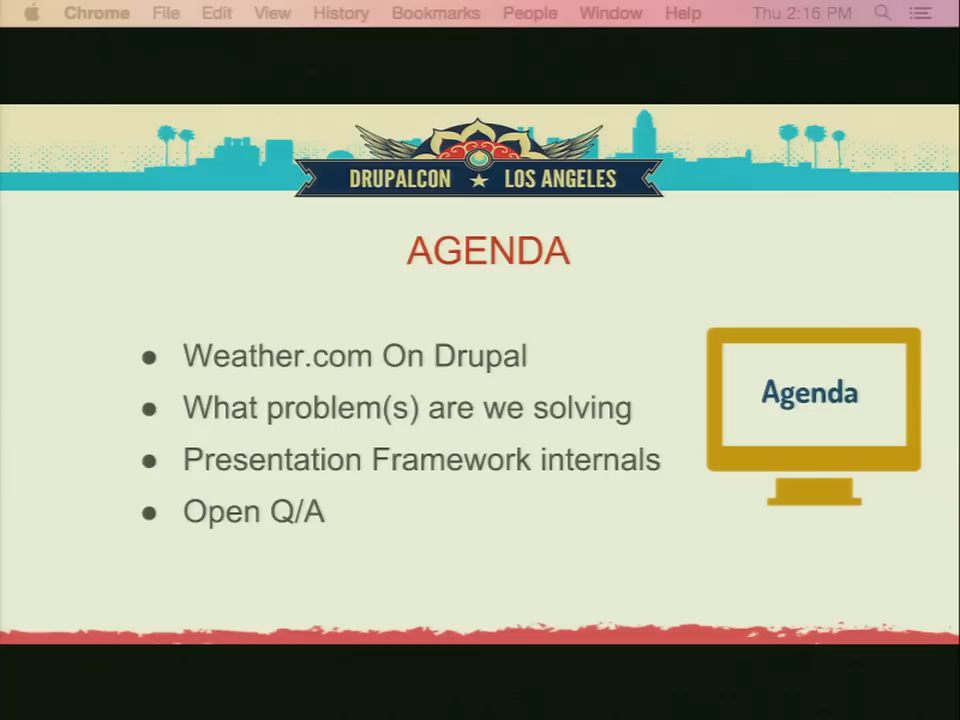 Chrome File Edit View History Bookmarks People Window Help Thu 2:16 PM
DRUPALCON ★ LOS ANGELES
AGENDA
● Weather.com On Drupal
● What problem(s) are we solving
● Presentation Framework internals
● Open Q/A
Agenda